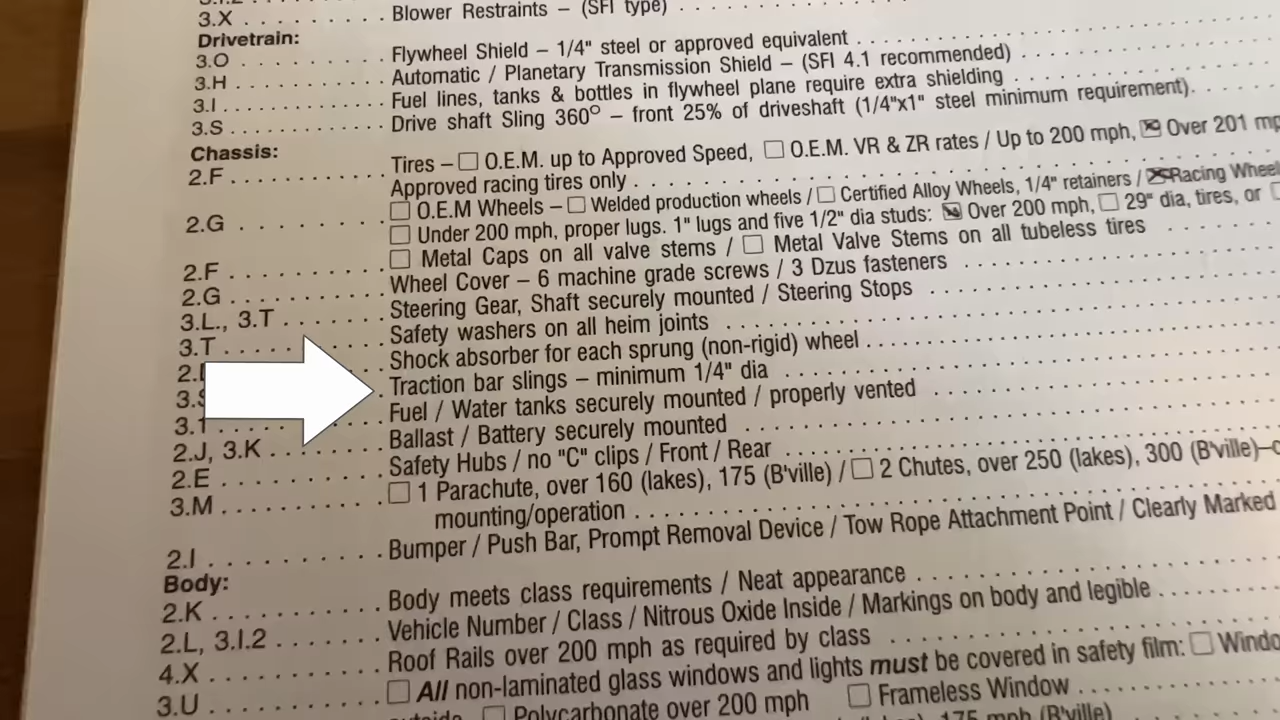 3.X . . . . . . . . . . . . Blower Restraints – (SFI type) . . . . . . . . . .
Drivetrain:
3.O . . . . . . . . . . . . Flywheel Shield – 1/4" steel or approved equivalent . . . . . . . . . .
3.H . . . . . . . . . . . . Automatic / Planetary Transmission Shield – (SFI 4.1 recommended) . . . . . . . . . .
3.I . . . . . . . . . . . . Fuel lines, tanks & bottles in flywheel plane require extra shielding . . . . . . . . . .
3.S . . . . . . . . . . . . Drive shaft Sling 360° – front 25% of driveshaft (1/4"x1" steel minimum requirement). . . . . .
Chassis:
2.F . . . . . . . . . . . . Tires – ☐ O.E.M. up to Approved Speed, ☐ O.E.M. VR & ZR rates / Up to 200 mph, ☒ Over 201
Approved racing tires only . . . . . . . . . .
2.G . . . . . . . . . . . . ☐ O.E.M Wheels – ☐ Welded production wheels / ☐ Certified Alloy Wheels, 1/4" retainers / ☒ Racing
☐ Under 200 mph, proper lugs. 1" lugs and five 1/2" dia studs: ☒ Over 200 mph, ☐ 29" dia, tires, or ☐
2.F . . . . . . . . . . . . ☐ Metal Caps on all valve stems / ☐ Metal Valve Stems on all tubeless tires . . . . . .
2.G . . . . . . . . . . . . Wheel Cover – 6 machine grade screws / 3 Dzus fasteners . . . . . . . . . .
3.L., 3.T . . . . . . . . . Steering Gear, Shaft securely mounted / Steering Stops . . . . . . . . . .
3.T . . . . . . . . . . . . Safety washers on all heim joints . . . . . . . . . .
Shock absorber for each sprung (non-rigid) wheel . . . . . . . . . .
Traction bar slings – minimum 1/4" dia . . . . . . . . . .
Fuel / Water tanks securely mounted / properly vented . . . . . . . . . .
2.J, 3.K . . . . . . . . . . Ballast / Battery securely mounted . . . . . . . . . .
2.E . . . . . . . . . . . . Safety Hubs / no "C" clips / Front / Rear . . . . . . . . . .
3.M . . . . . . . . . . . . ☐ 1 Parachute, over 160 (lakes), 175 (B'ville) / ☐ 2 Chutes, over 250 (lakes), 300 (B'ville)–
mounting/operation . . . . . . . . . .
2.I . . . . . . . . . . . . Bumper / Push Bar, Prompt Removal Device / Tow Rope Attachment Point / Clearly Marked
Body:
2.K . . . . . . . . . . . . Body meets class requirements / Neat appearance . . . . . . . . . .
2.L, 3.I.2 . . . . . . . . . Vehicle Number / Class / Nitrous Oxide Inside / Markings on body and legible . . . . . .
4.X . . . . . . . . . . . . Roof Rails over 200 mph as required by class . . . . . . . . . .
3.U . . . . . . . . . . . . ☐ All non-laminated glass windows and lights must be covered in safety film: ☐
☐ Polycarbonate over 200 mph ☐ Frameless Window . . . . . . . . . .
175 mph (B'ville)